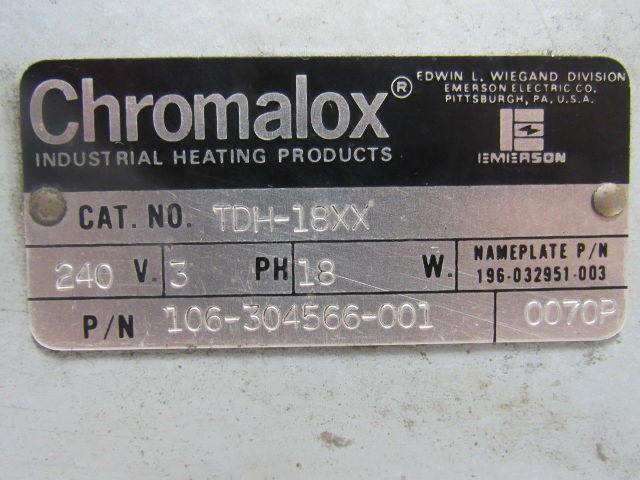 Chromalox®
INDUSTRIAL HEATING PRODUCTS
EDWIN L. WIEGAND DIVISION
EMERSON ELECTRIC CO.
PITTSBURGH, PA. U.S.A.
EMERSON
CAT. NO. TDH-18XX
240 V. 3 PH 18 W. NAMEPLATE P/N
196-032951-003
P/N 106-304566-001 0070P